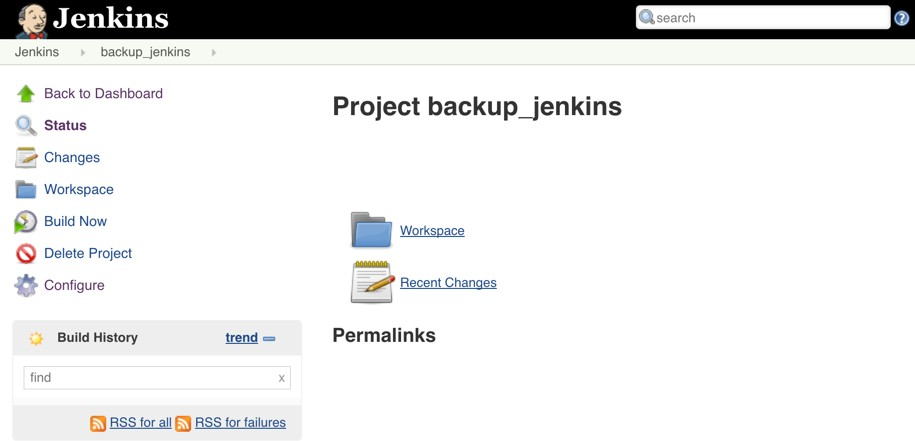 Jenkins
search
Jenkins backup_jenkins
Back to Dashboard
Status
Changes
Workspace
Build Now
Delete Project
Configure
Build History trend
find x
RSS for all RSS for failures
Project backup_jenkins
Workspace
Recent Changes
Permalinks